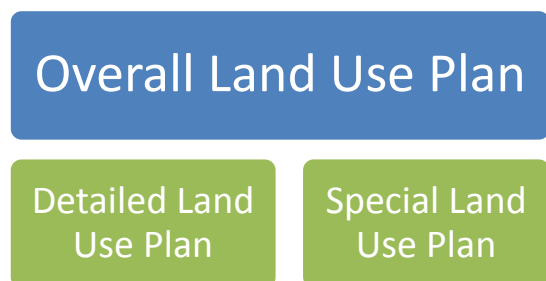 Overall Land Use Plan
Detailed Land
Use Plan
Special Land
Use Plan